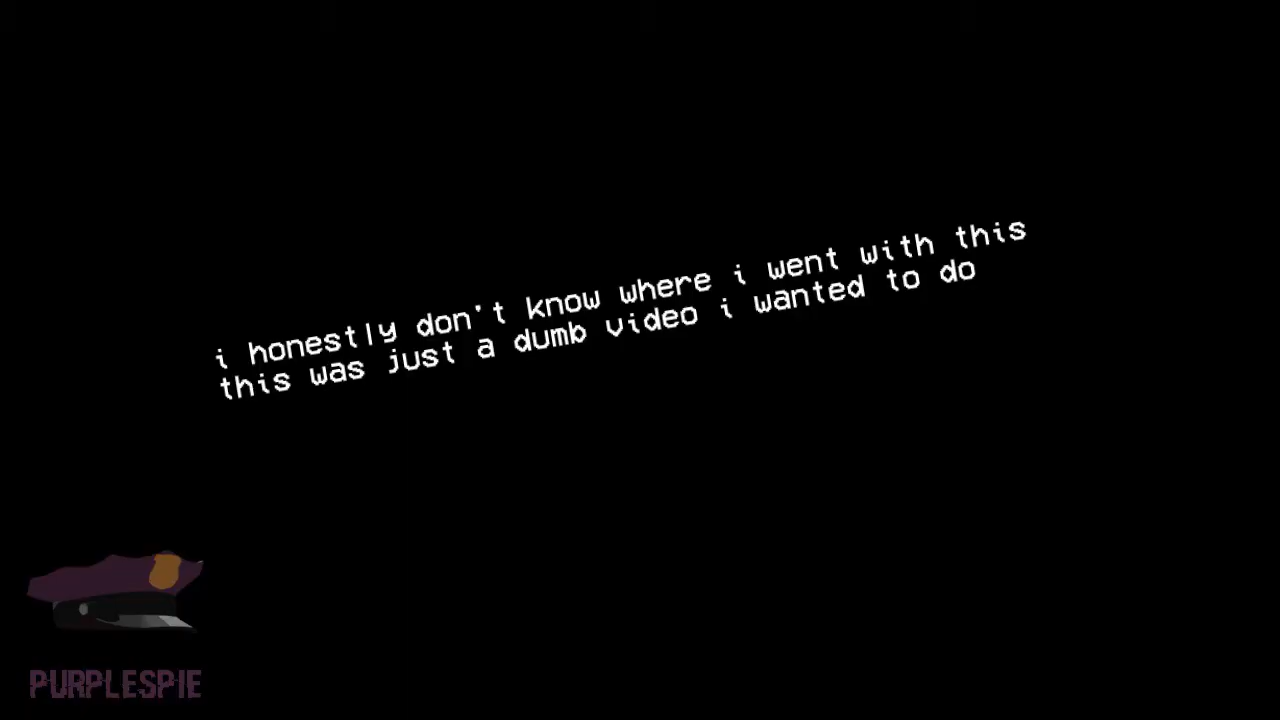 i honestly don't know where i went with this
this was just a dumb video i wanted to do
PURPLESPIE